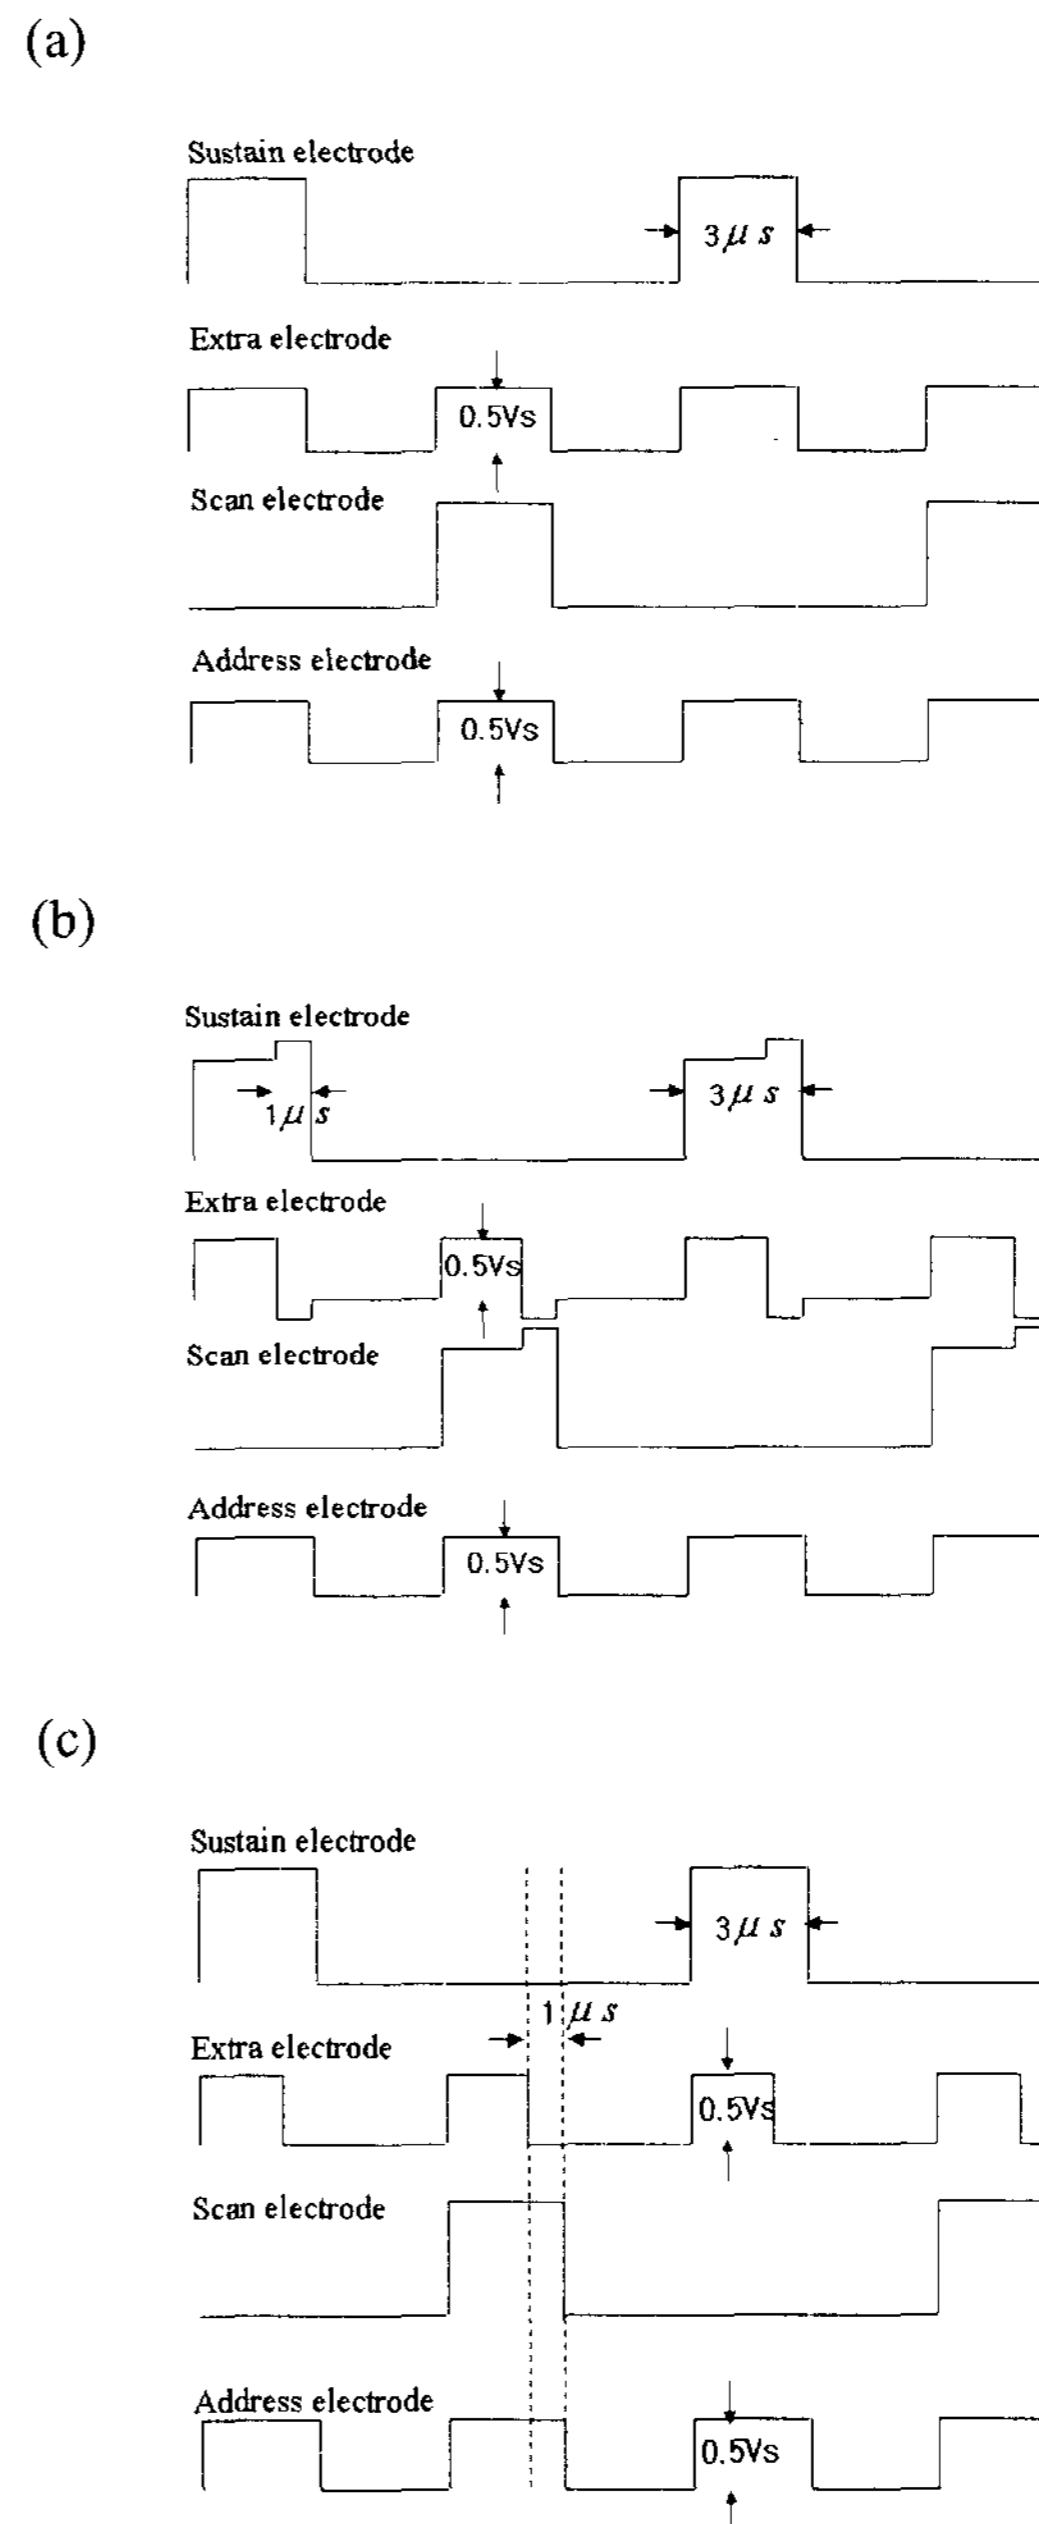 (a)
Sustain electrode
3μs
Extra electrode
0.5Vs
Scan electrode
Address electrode
0.5Vs
(b)
Sustain electrode
1μs
3μs
Extra electrode
0.5Vs
Scan electrode
Address electrode
0.5Vs
(c)
Sustain electrode
3μs
1μs
Extra electrode
0.5Vs
Scan electrode
Address electrode
0.5Vs